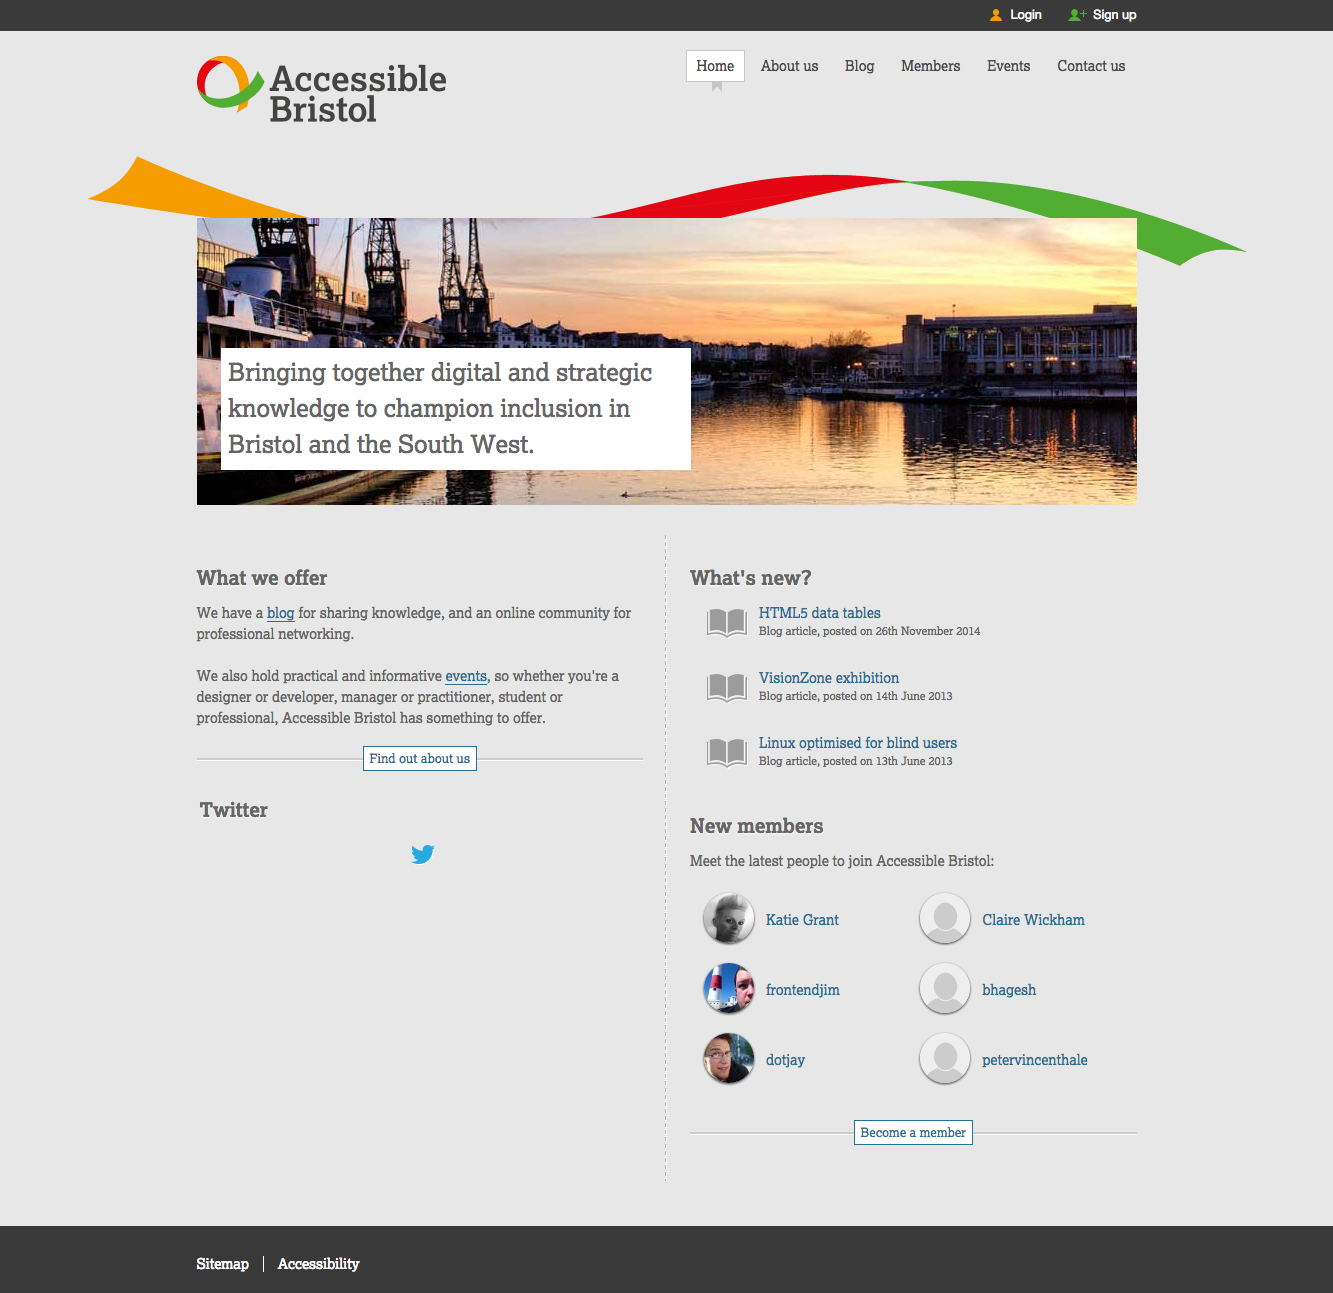 Login
Sign up
Accessible
Bristol
Home
About us
Blog
Members
Events
Contact us
Bringing together digital and strategic
knowledge to champion inclusion in
Bristol and the South West.
What we offer
We have a blog for sharing knowledge, and an online community for
professional networking.
We also hold practical and informative events, so whether you're a
designer or developer, manager or practitioner, student or
professional, Accessible Bristol has something to offer.
Find out about us
Twitter
What's new?
HTML5 data tables
Blog article, posted on 26th November 2014
VisionZone exhibition
Blog article, posted on 14th June 2013
Linux optimised for blind users
Blog article, posted on 13th June 2013
New members
Meet the latest people to join Accessible Bristol:
Katie Grant
Claire Wickham
frontendjim
bhagesh
dotjay
petervincenthale
Become a member
Sitemap
Accessibility